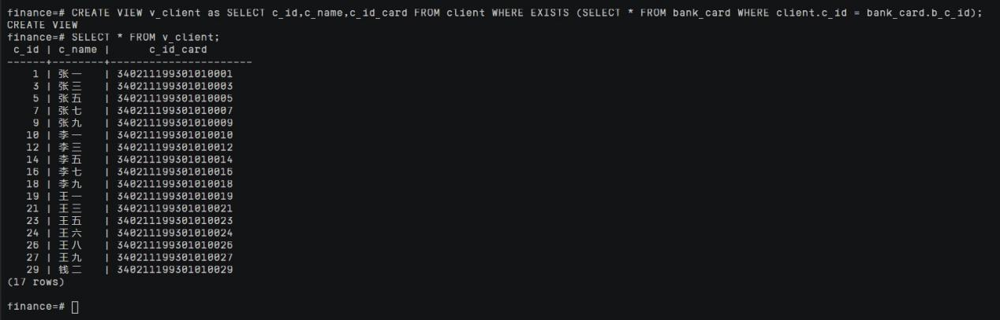 finance=# CREATE VIEW v_client as SELECT c_id,c_name,c_id_card FROM client WHERE EXISTS (SELECT * FROM bank_card WHERE client.c_id = bank_card.b_c_id);
CREATE VIEW
finance=# SELECT * FROM v_client;
 c_id | c_name |     c_id_card
------+--------+--------------------
    1 | 张一   | 340211199301010001
    3 | 张三   | 340211199301010003
    5 | 张五   | 340211199301010005
    7 | 张七   | 340211199301010007
    9 | 张九   | 340211199301010009
   10 | 李一   | 340211199301010010
   12 | 李三   | 340211199301010012
   14 | 李五   | 340211199301010014
   16 | 李七   | 340211199301010016
   18 | 李九   | 340211199301010018
   19 | 王一   | 340211199301010019
   21 | 王三   | 340211199301010021
   23 | 王五   | 340211199301010023
   24 | 王六   | 340211199301010024
   26 | 王八   | 340211199301010026
   27 | 王九   | 340211199301010027
   29 | 钱二   | 340211199301010029
(17 rows)
finance=#